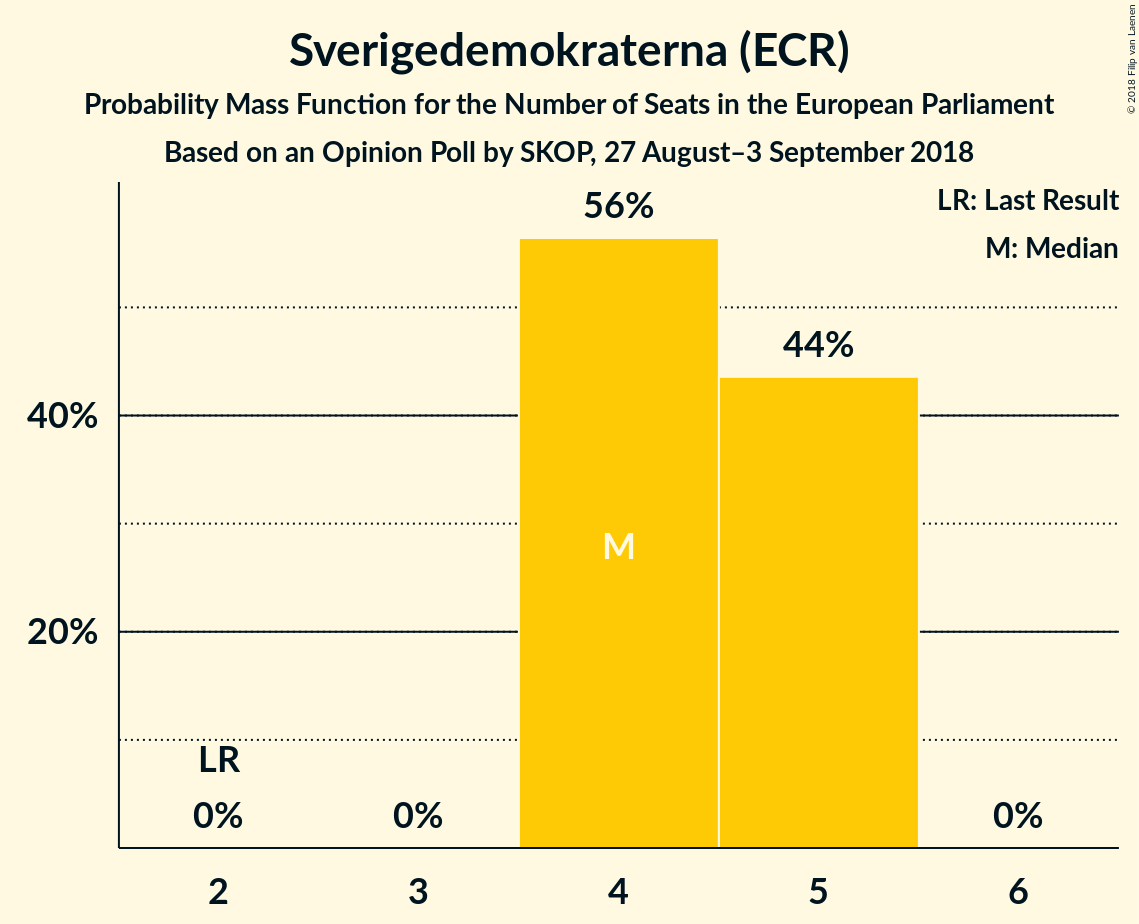 Sverigedemokraterna (ECR)
Probability Mass Function for the Number of Seats in the European Parliament
Based on an Opinion Poll by SKOP, 27 August–3 September 2018
© 2018 Filip van Laenen
LR: Last Result
M: Median
56%
44%
40%
M
20%
LR
0%
0%
0%
2
3
4
5
6